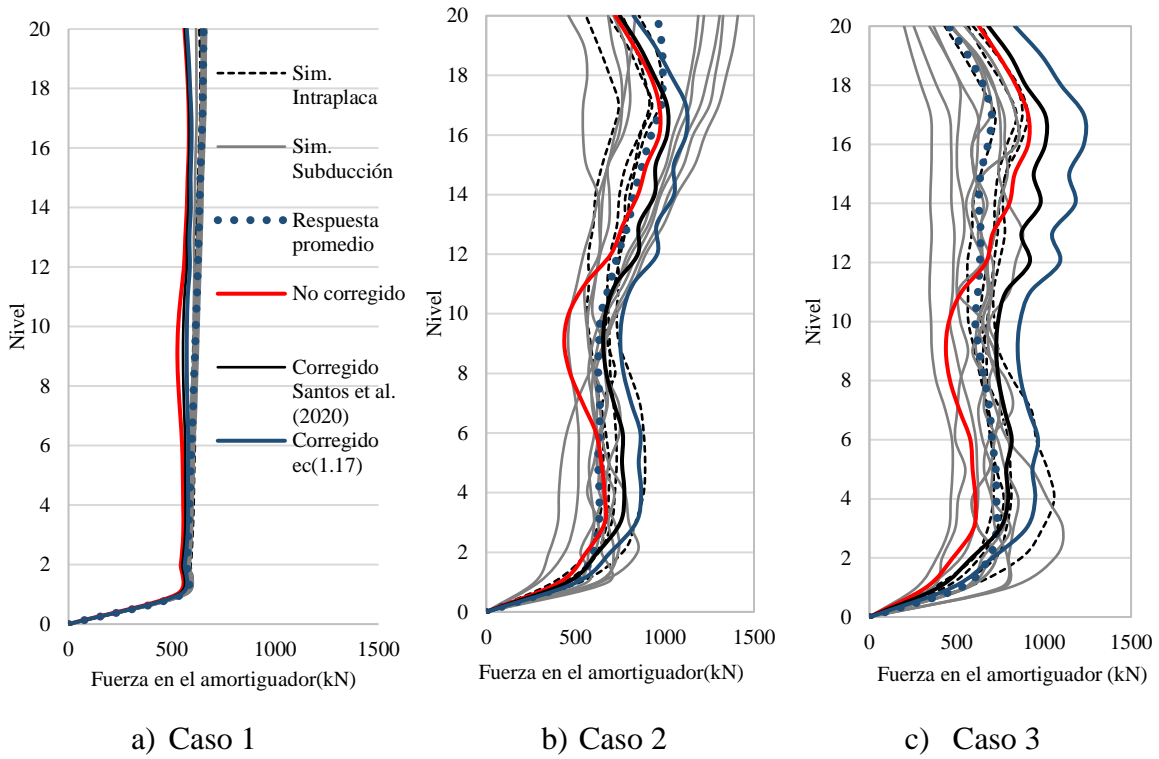 20
18
16
14
12
10
8
6
4
2
0
Nivel
0
500
1000
1500
Fuerza en el amortiguador(kN)
Sim.
Intraplaca
Sim.
Subducción
Respuesta
promedio
No corregido
Corregido
Santos et al.
(2020)
Corregido
ec(1.17)
a) Caso 1
20
18
16
14
12
10
8
6
4
2
0
Nivel
0
500
1000
1500
Fuerza en el amortiguador(kN)
b) Caso 2
20
18
16
14
12
10
8
6
4
2
0
Nivel
0
500
1000
1500
Fuerza en el amortiguador (kN)
c) Caso 3